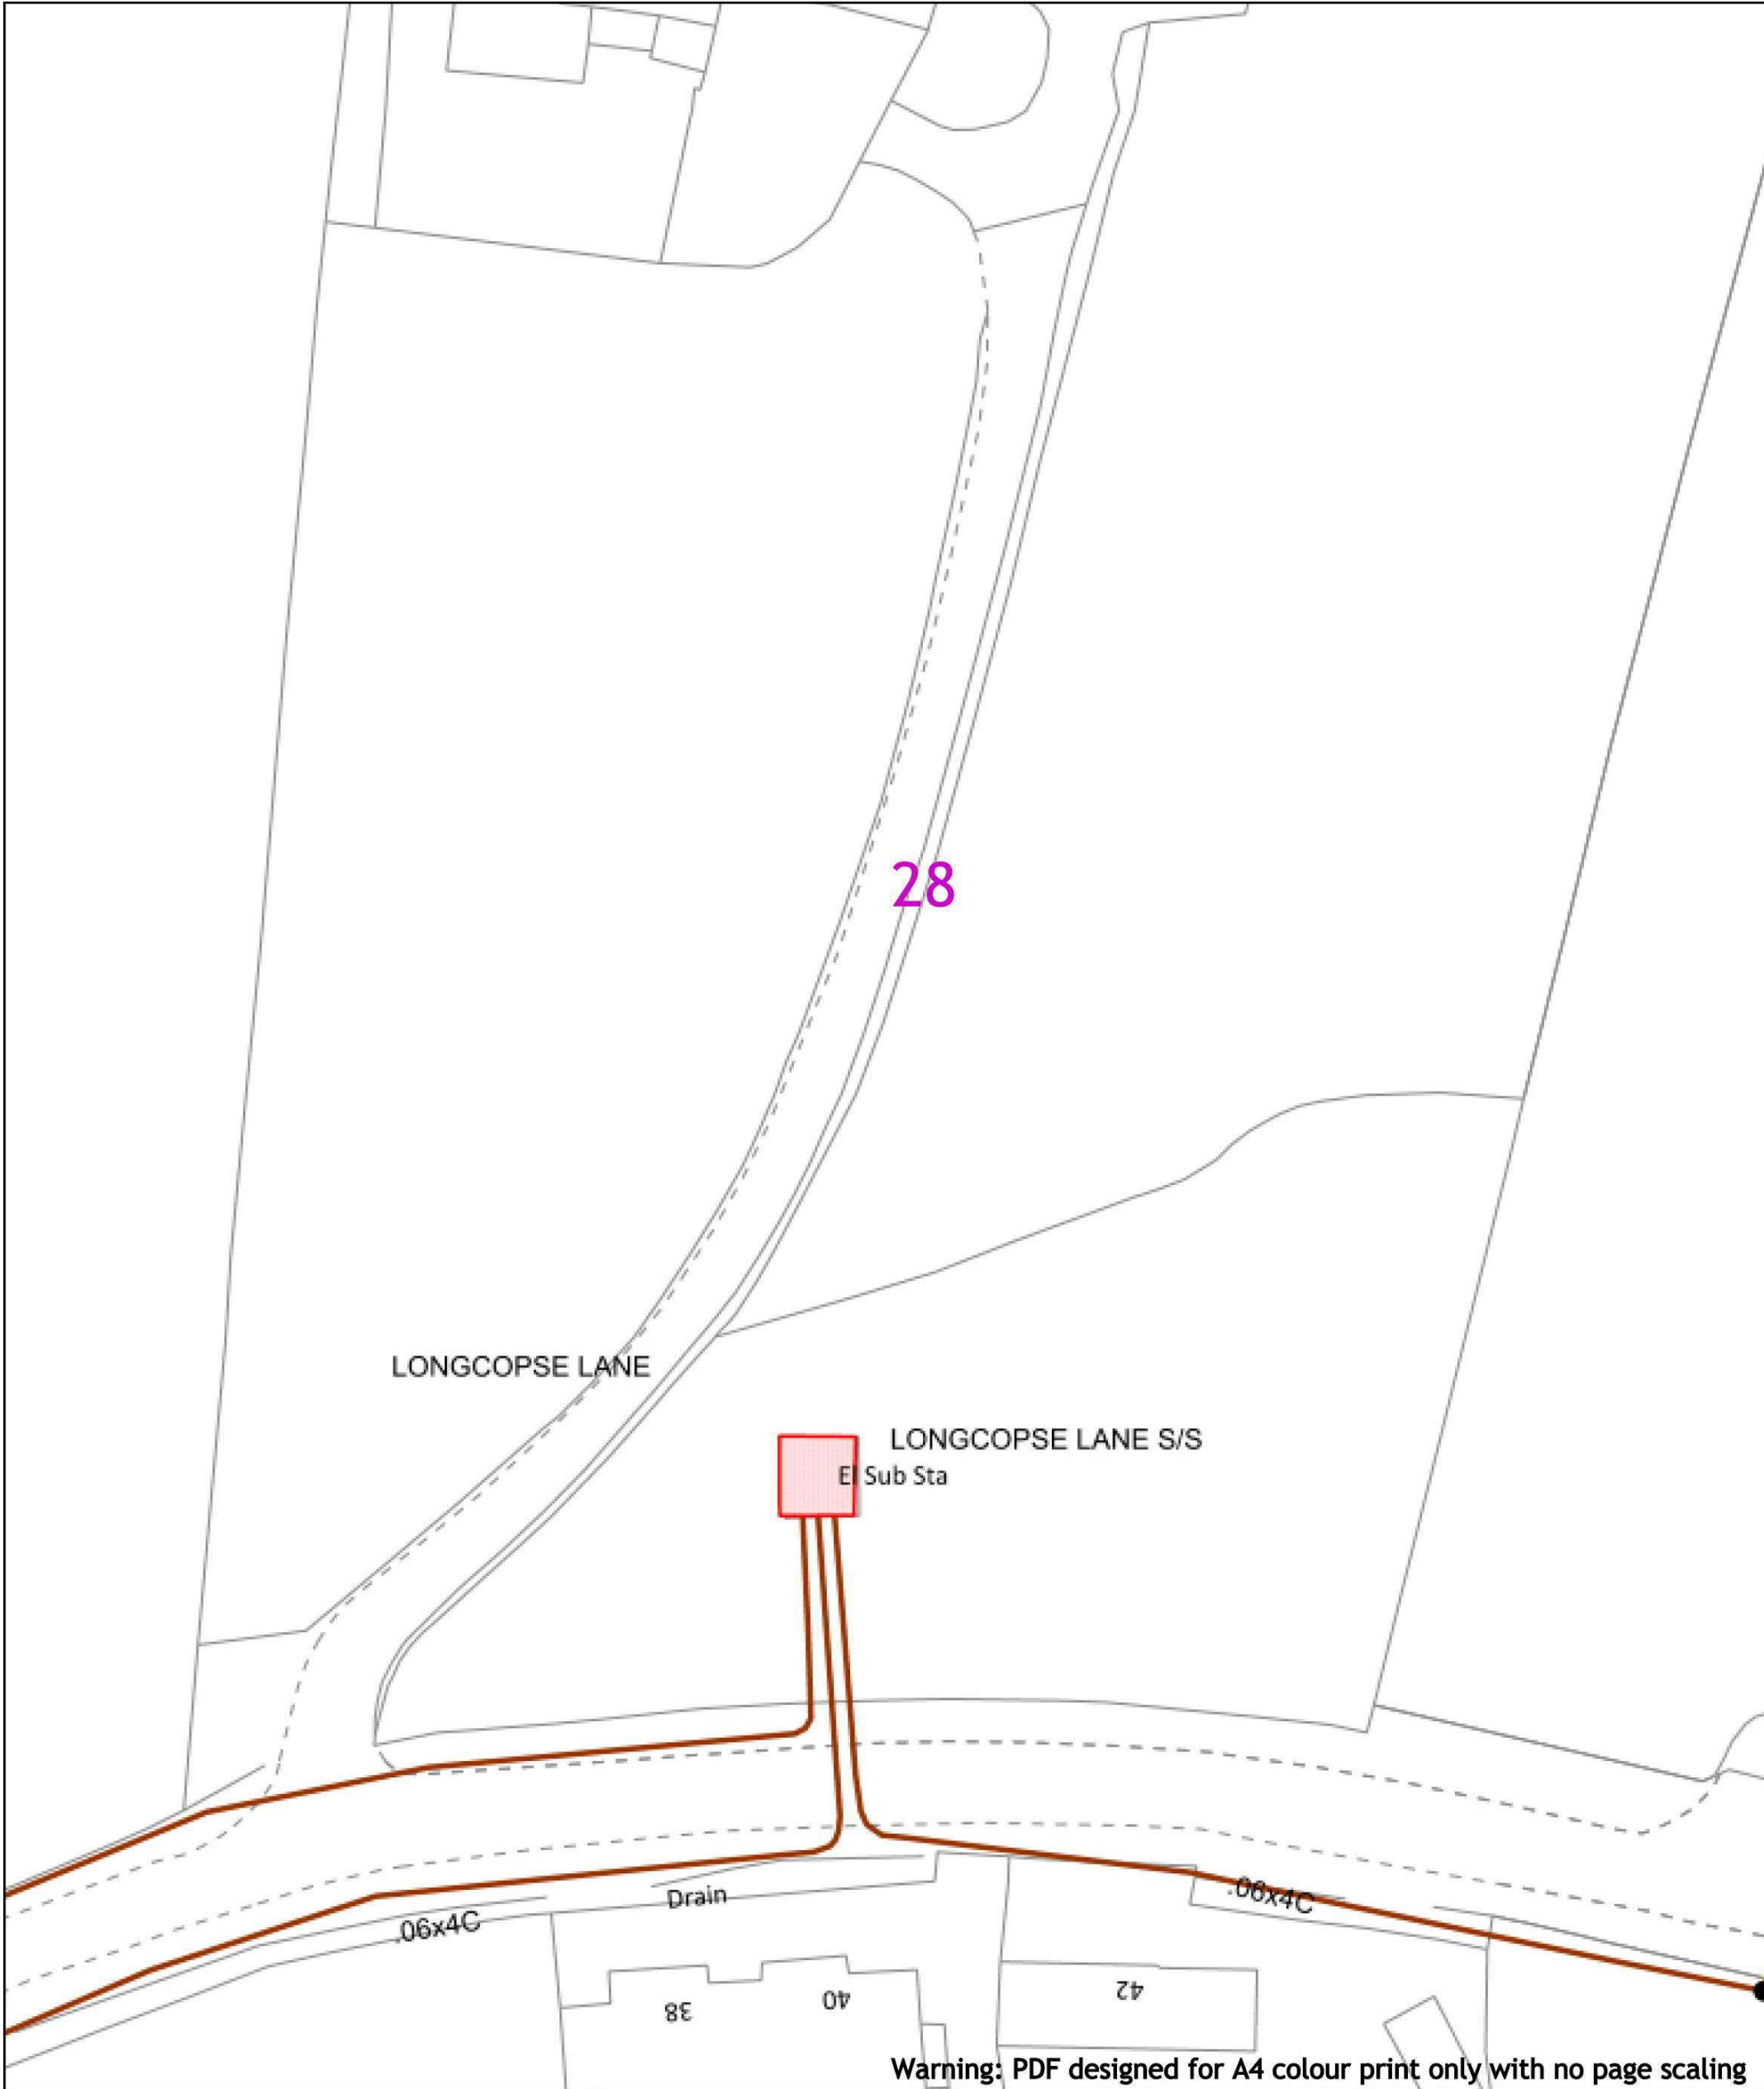 28
LONGCOPSE LANE
LONGCOPSE LANE S/S
El Sub Sta
.06x4C
Drain
.06x4C
38
40
42
Warning: PDF designed for A4 colour print only with no page scaling